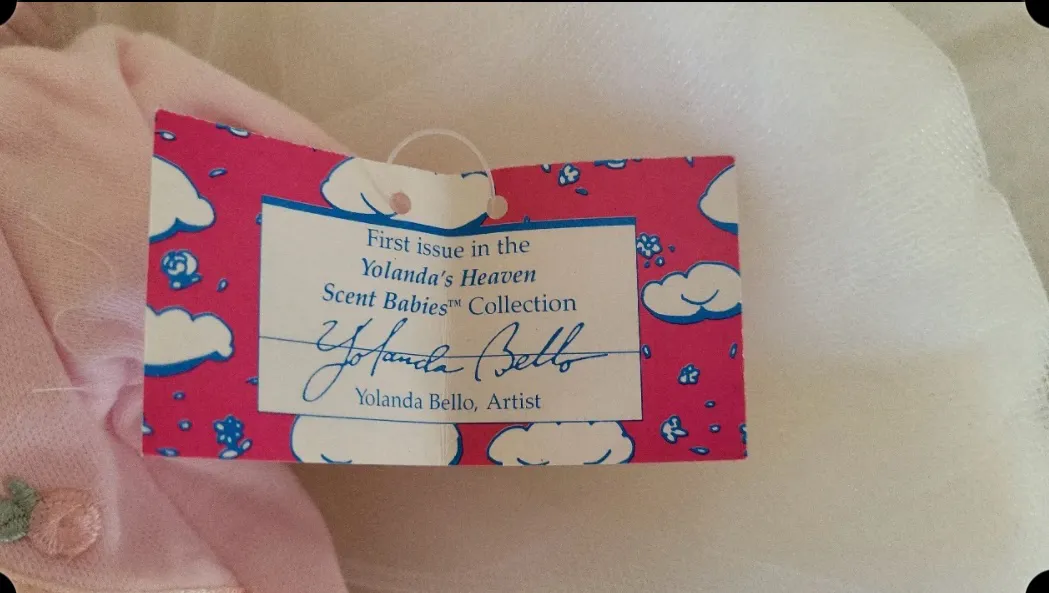 First issue in the
Yolanda's Heaven
Scent Babies™ Collection
Yolanda Bello
Yolanda Bello, Artist